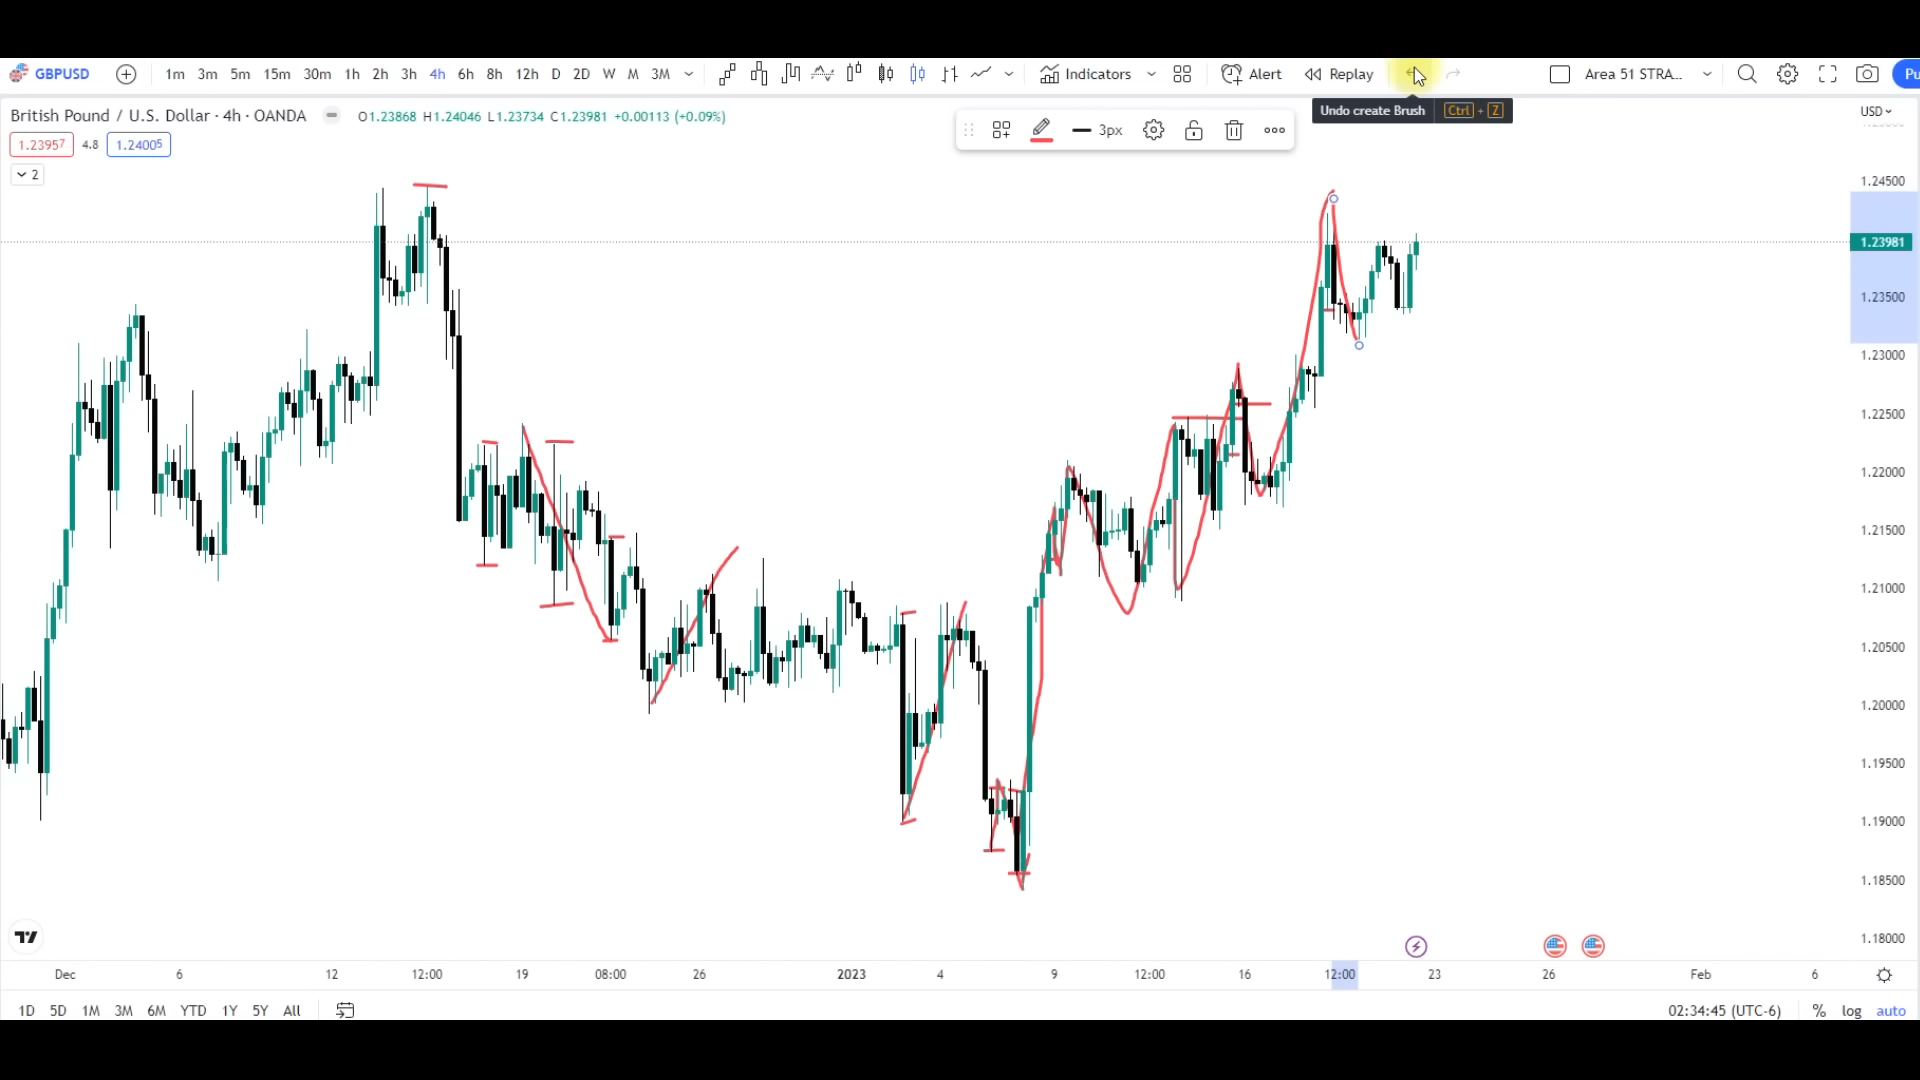 GBPUSD 1m 3m 5m 15m 30m 1h 2h 3h 4h 6h 8h 12h D 2D W M 3M Indicators Alert Replay Area 51 STRA... Pu
British Pound / U.S. Dollar · 4h · OANDA O1.23868 H1.24046 L1.23734 C1.23981 +0.00113 (+0.09%)
Undo create Brush Ctrl + Z
USD
3px
1.23957 4.8 1.24005
2
1.24500
1.23981
1.23500
1.23000
1.22500
1.22000
1.21500
1.21000
1.20500
1.20000
1.19500
1.19000
1.18500
1.18000
Dec 6 12 12:00 19 08:00 26 2023 4 9 12:00 16 12:00 23 26 Feb 6
1D 5D 1M 3M 6M YTD 1Y 5Y All 02:34:45 (UTC-6) % log auto